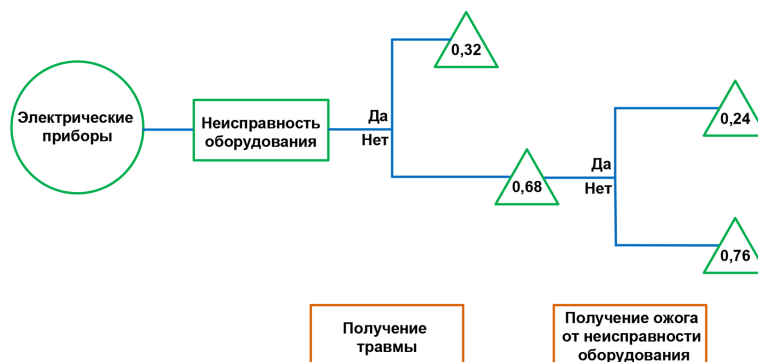 Электрические
приборы
Неисправность
оборудования
Да
Нет
0,32
0,68
Да
Нет
0,24
0,76
Получение
травмы
Получение ожога
от неисправности
оборудования